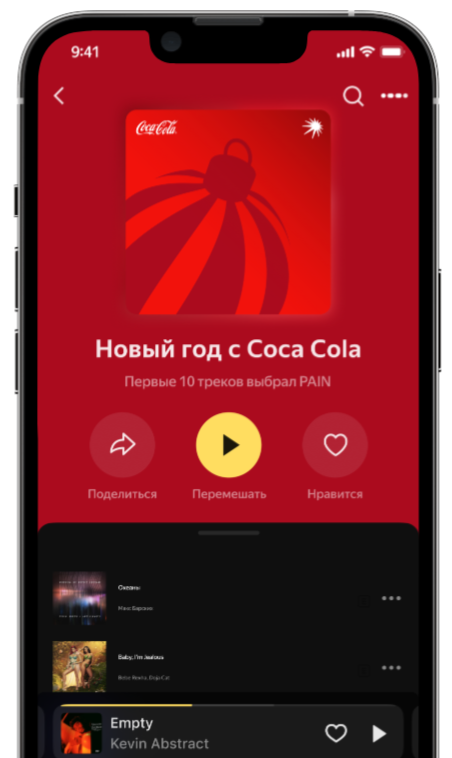 9:41
Coca-Cola
Новый год с Coca Cola
Первые 10 треков выбрал PAIN
Поделиться
Перемешать
Нравится
Океаны
Макс Барских
Baby, I'm Jealous
Bebe Rexha, Doja Cat
Empty
Kevin Abstract